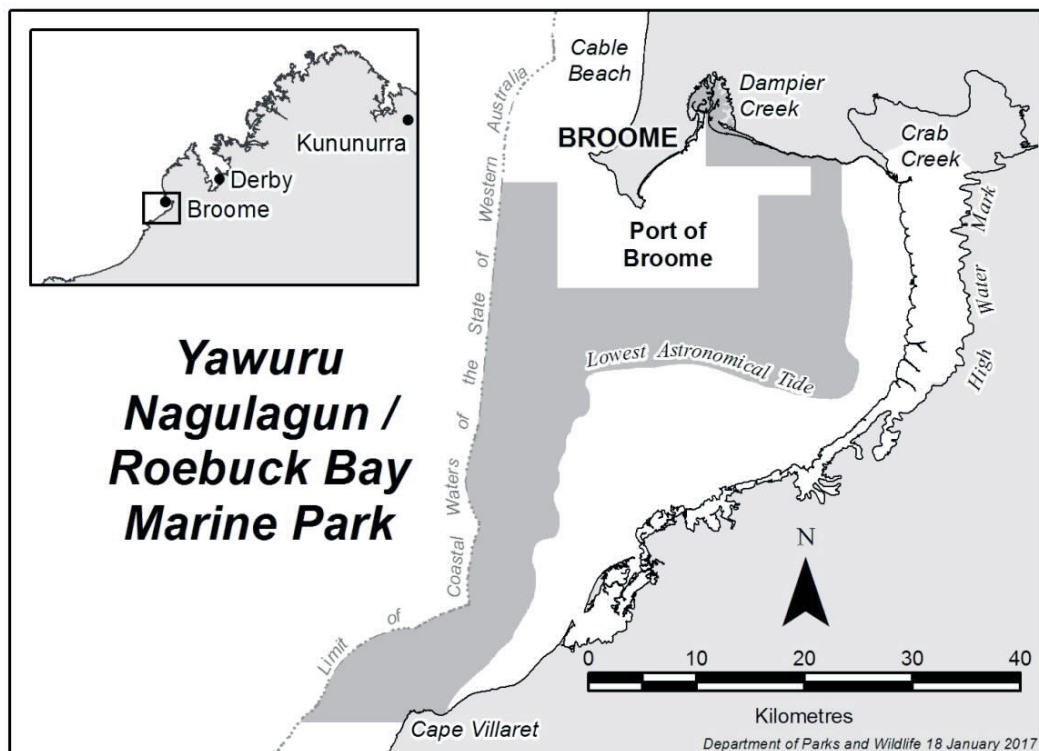 Kununurra
Derby
Broome
Cable
Beach
Dampier
Creek
BROOME
Crab
Creek
Port of
Broome
High Water Mark
Lowest Astronomical Tide
Limit of Coastal Waters of the State of Western Australia
Yawuru
Nagulagun /
Roebuck Bay
Marine Park
N
0 10 20 30 40
Kilometres
Cape Villaret
Department of Parks and Wildlife 18 January 2017